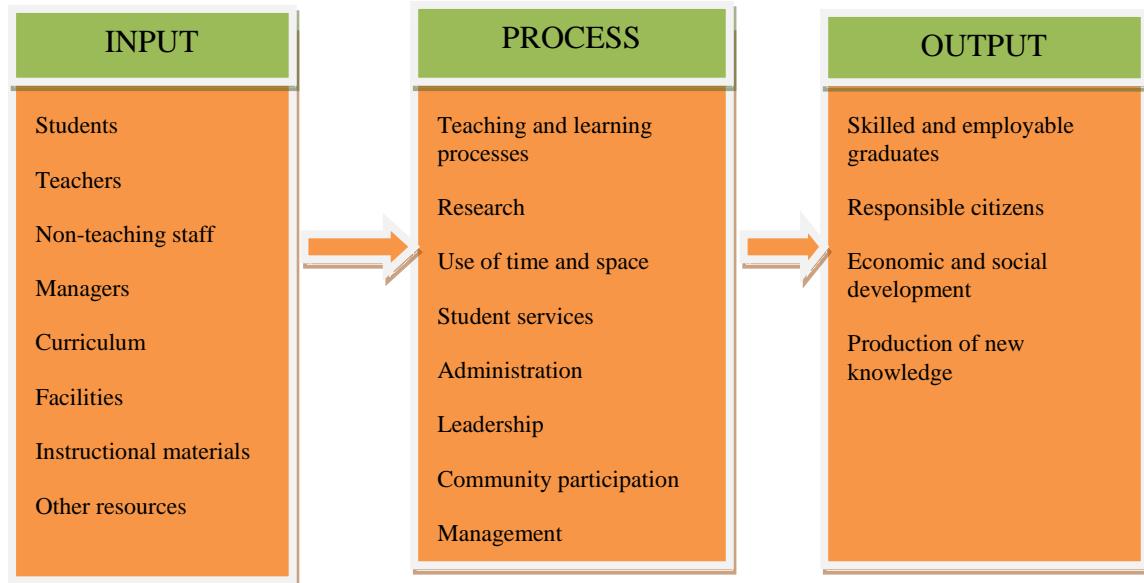 INPUT
Students
Teachers
Non-teaching staff
Managers
Curriculum
Facilities
Instructional materials
Other resources
PROCESS
Teaching and learning
processes
Research
Use of time and space
Student services
Administration
Leadership
Community participation
Management
OUTPUT
Skilled and employable
graduates
Responsible citizens
Economic and social
development
Production of new
knowledge